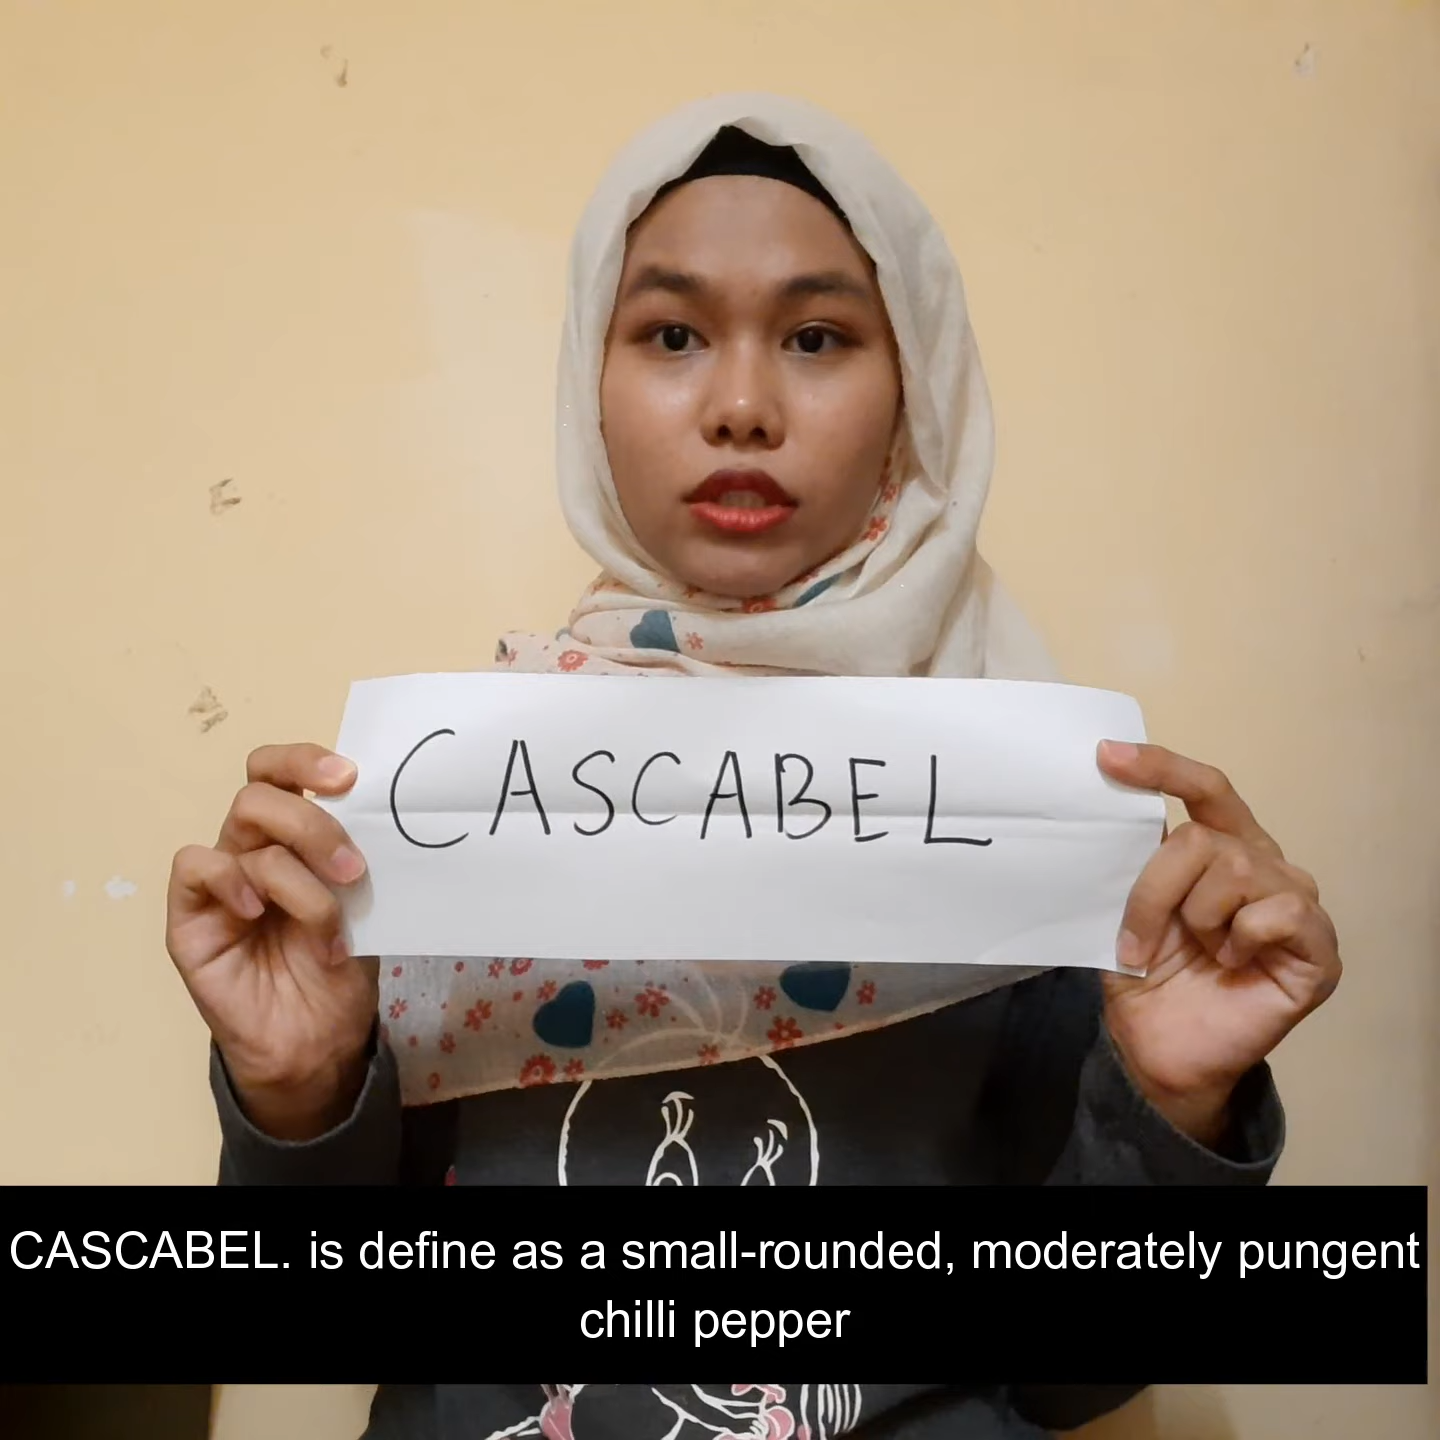 CASCABEL
CASCABEL. is define as a small-rounded, moderately pungent
chilli pepper